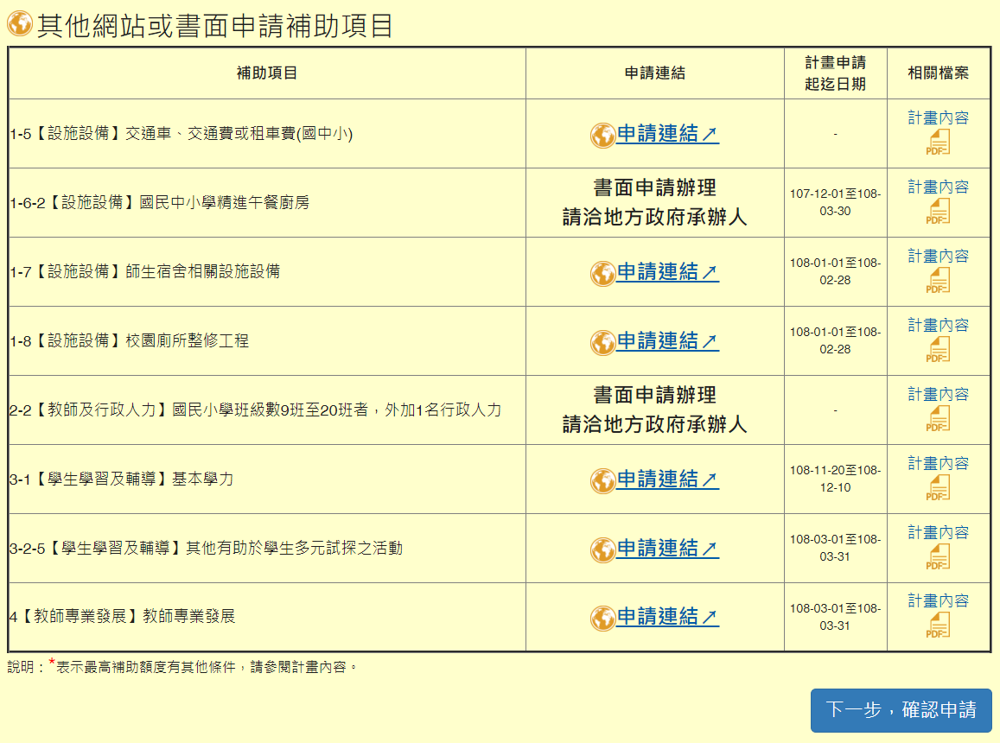 其他網站或書面申請補助項目
補助項目 申請連結 計畫申請 相關檔案
起迄日期
1-5【設施設備】交通車、交通費或租車費(國中小) 申請連結↗ - 計畫內容
PDF
1-6-2【設施設備】國民中小學精進午餐廚房 書面申請辦理 107-12-01至108- 計畫內容
請洽地方政府承辦人 03-30 PDF
1-7【設施設備】師生宿舍相關設施設備 申請連結↗ 108-01-01至108- 計畫內容
02-28 PDF
1-8【設施設備】校園廁所整修工程 申請連結↗ 108-01-01至108- 計畫內容
02-28 PDF
2-2【教師及行政人力】國民小學班級數9班至20班者，外加1名行政人力 書面申請辦理 - 計畫內容
請洽地方政府承辦人 PDF
3-1【學生學習及輔導】基本學力 申請連結↗ 108-11-20至108- 計畫內容
12-10 PDF
3-2-5【學生學習及輔導】其他有助於學生多元試探之活動 申請連結↗ 108-03-01至108- 計畫內容
03-31 PDF
4【教師專業發展】教師專業發展 申請連結↗ 108-03-01至108- 計畫內容
03-31 PDF
說明：*表示最高補助額度有其他條件，請參閱計畫內容。
下一步，確認申請